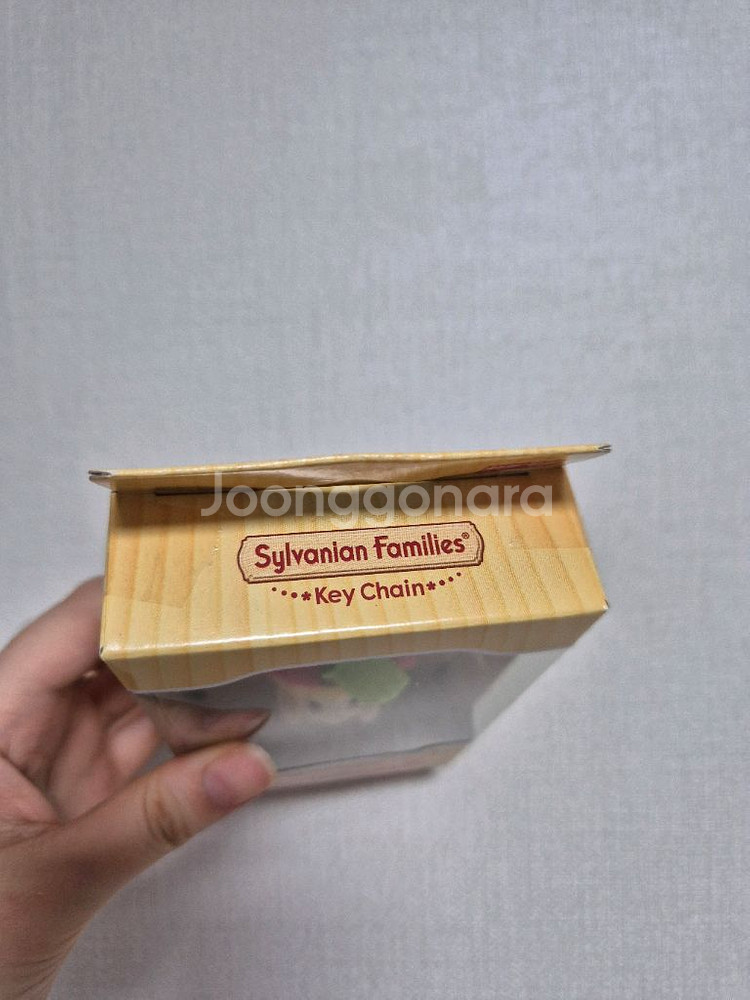 Joonggonara
Sylvanian Families®
Key Chain